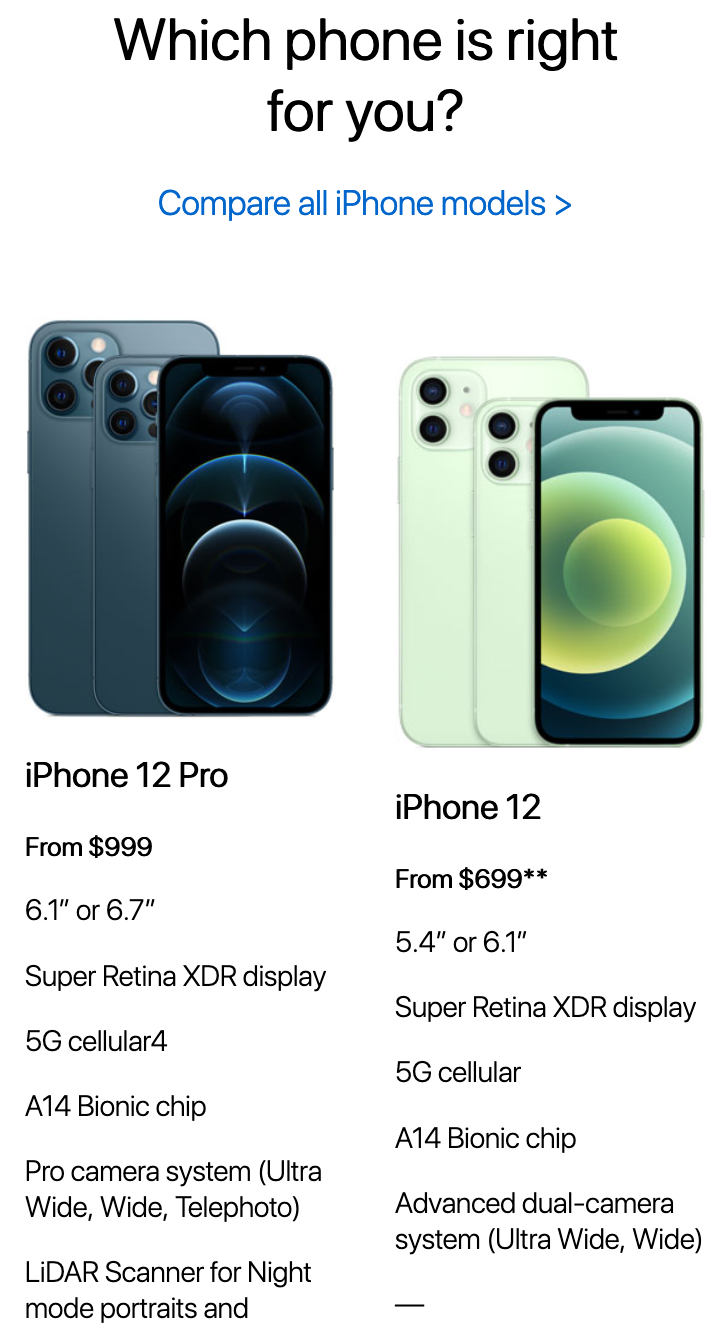 Which phone is right
for you?
Compare all iPhone models >
iPhone 12 Pro
From $999
6.1” or 6.7”
Super Retina XDR display
5G cellular4
A14 Bionic chip
Pro camera system (Ultra
Wide, Wide, Telephoto)
LiDAR Scanner for Night
mode portraits and
iPhone 12
From $699**
5.4” or 6.1”
Super Retina XDR display
5G cellular
A14 Bionic chip
Advanced dual-camera
system (Ultra Wide, Wide)
—